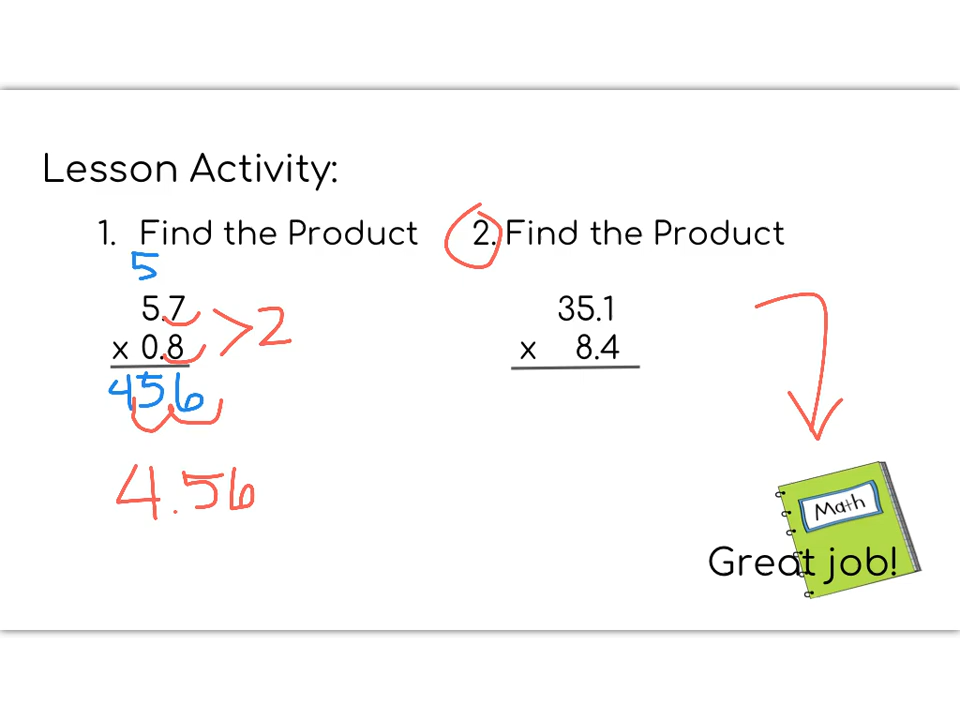 Lesson Activity:
1. Find the Product
5
5.7
x 0.8
456
>2
4.56
2. Find the Product
35.1
x 8.4
Math
Great job!